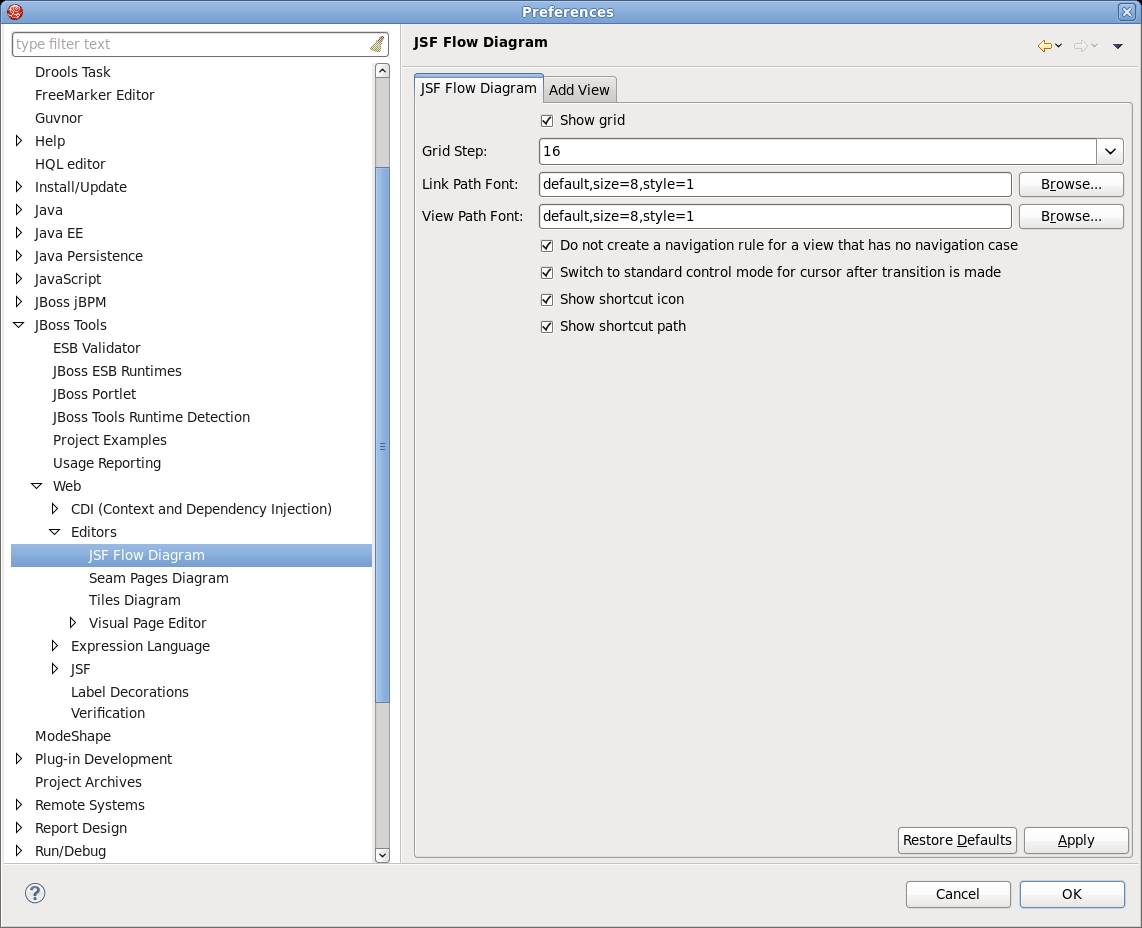 Preferences
type filter text
Drools Task
FreeMarker Editor
Guvnor
Help
HQL editor
Install/Update
Java
Java EE
Java Persistence
JavaScript
JBoss jBPM
JBoss Tools
ESB Validator
JBoss ESB Runtimes
JBoss Portlet
JBoss Tools Runtime Detection
Project Examples
Usage Reporting
Web
CDI (Context and Dependency Injection)
Editors
JSF Flow Diagram
Seam Pages Diagram
Tiles Diagram
Visual Page Editor
Expression Language
JSF
Label Decorations
Verification
ModeShape
Plug-in Development
Project Archives
Remote Systems
Report Design
Run/Debug
JSF Flow Diagram
JSF Flow Diagram Add View
Show grid
Grid Step: 16
Link Path Font: default,size=8,style=1 Browse...
View Path Font: default,size=8,style=1 Browse...
Do not create a navigation rule for a view that has no navigation case
Switch to standard control mode for cursor after transition is made
Show shortcut icon
Show shortcut path
Restore Defaults Apply
? Cancel OK